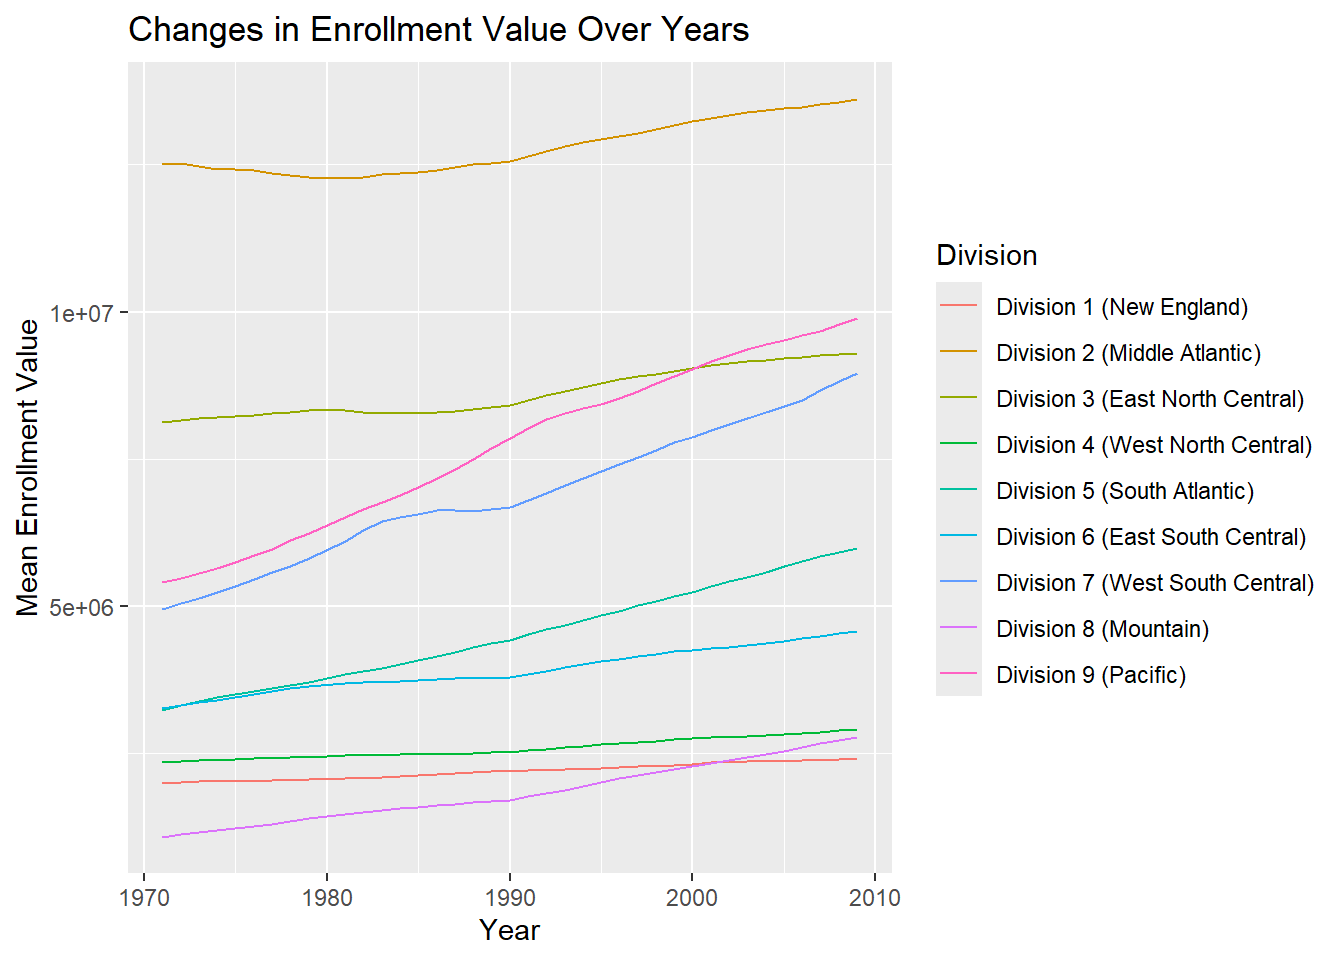 Changes in Enrollment Value Over Years
Mean Enrollment Value
1e+07
5e+06
1970 1980 1990 2000 2010
Year
Division
Division 1 (New England)
Division 2 (Middle Atlantic)
Division 3 (East North Central)
Division 4 (West North Central)
Division 5 (South Atlantic)
Division 6 (East South Central)
Division 7 (West South Central)
Division 8 (Mountain)
Division 9 (Pacific)